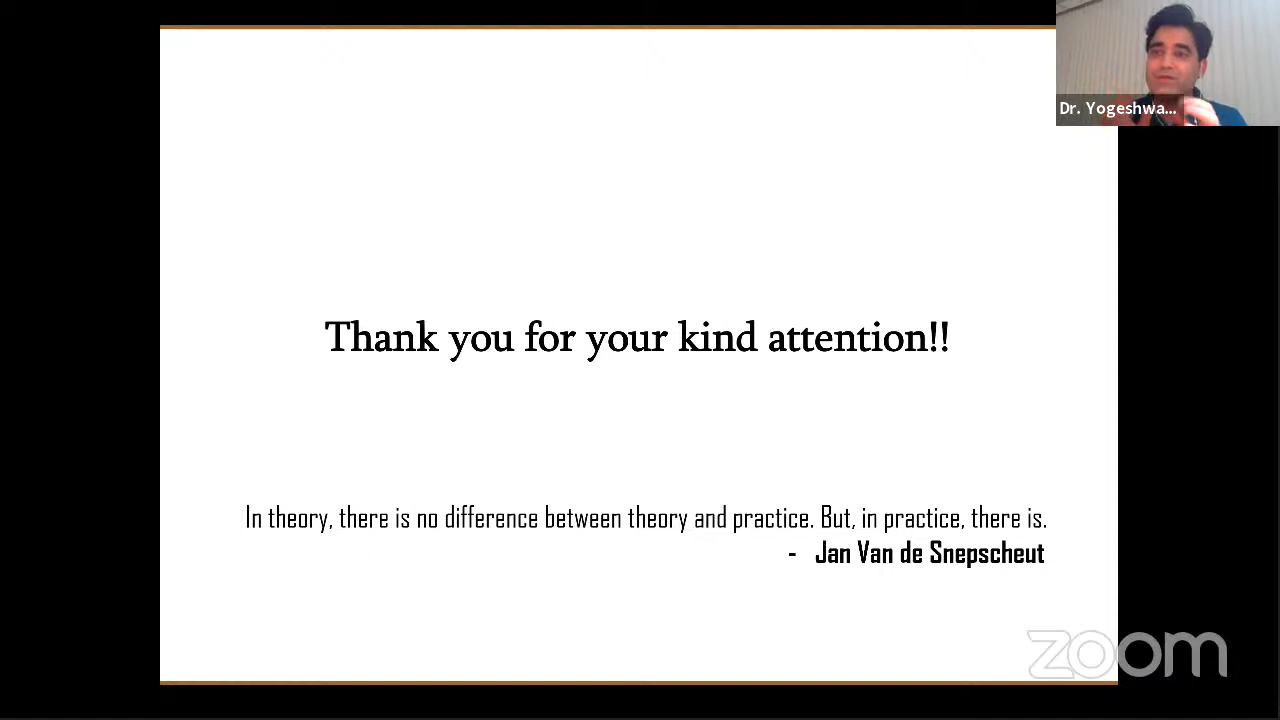 Dr. Yogeshwa...
Thank you for your kind attention!!
In theory, there is no difference between theory and practice. But, in practice, there is.
- Jan Van de Snepscheut
zoom